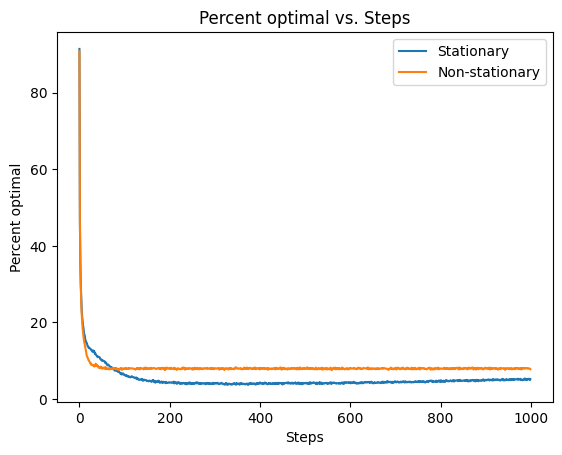 Percent optimal vs. Steps
Stationary
Non-stationary
Percent optimal
80
60
40
20
0
0 200 400 600 800 1000
Steps